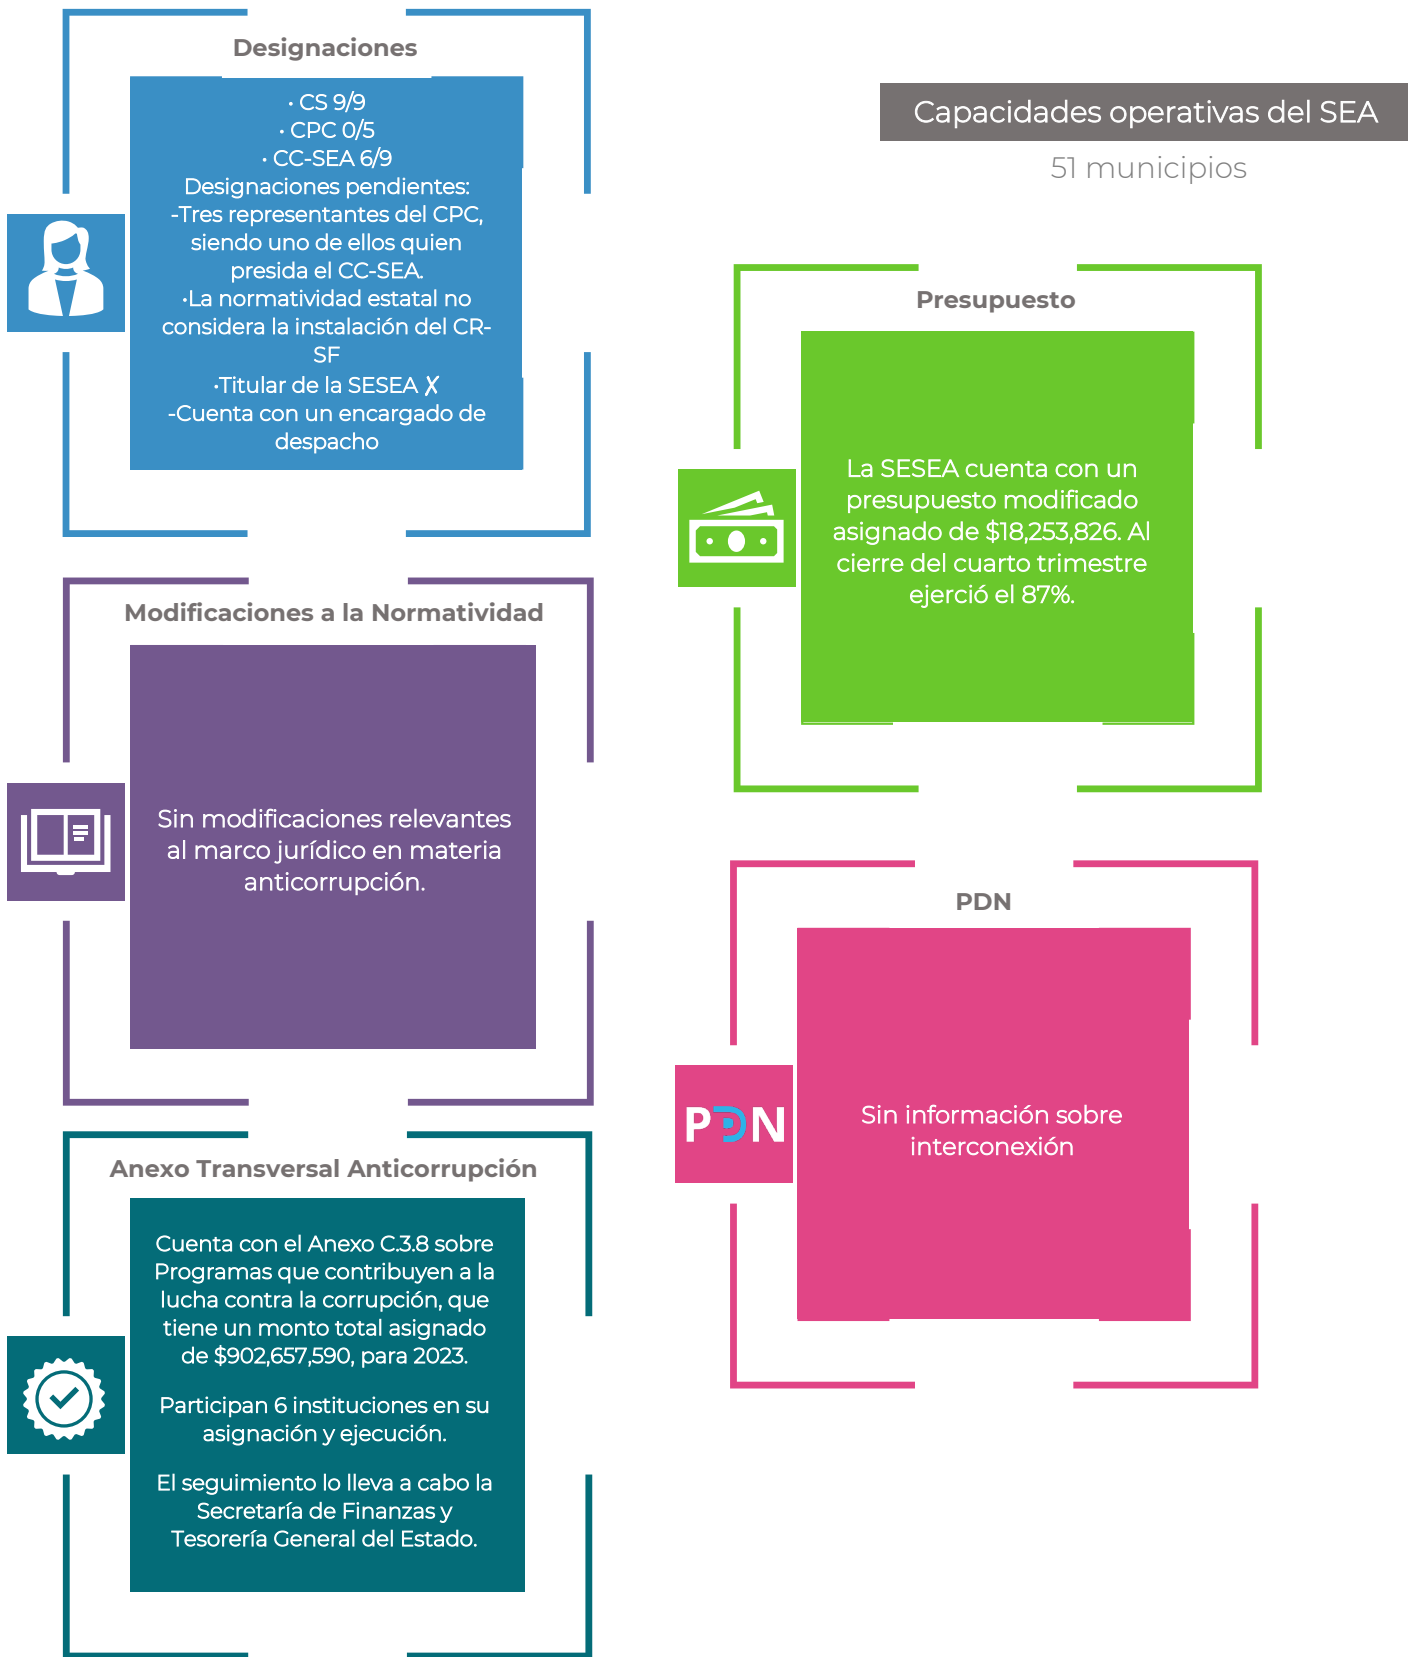 Capacidades operativas del SEA
51 municipios
Designaciones
• CS 9/9
• CPC 0/5
• CC-SEA 6/9
Designaciones pendientes:
-Tres representantes del CPC,
siendo uno de ellos quien
presida el CC-SEA.
•La normatividad estatal no
considera la instalación del CR-
SF
•Titular de la SESEA ✗
-Cuenta con un encargado de
despacho
Modificaciones a la Normatividad
Sin modificaciones relevantes
al marco jurídico en materia
anticorrupción.
Anexo Transversal Anticorrupción
Cuenta con el Anexo C.3.8 sobre
Programas que contribuyen a la
lucha contra la corrupción, que
tiene un monto total asignado
de $902,657,590, para 2023.
Participan 6 instituciones en su
asignación y ejecución.
El seguimiento lo lleva a cabo la
Secretaría de Finanzas y
Tesorería General del Estado.
Presupuesto
La SESEA cuenta con un
presupuesto modificado
asignado de $18,253,826. Al
cierre del cuarto trimestre
ejerció el 87%.
PDN
PDN
Sin información sobre
interconexión